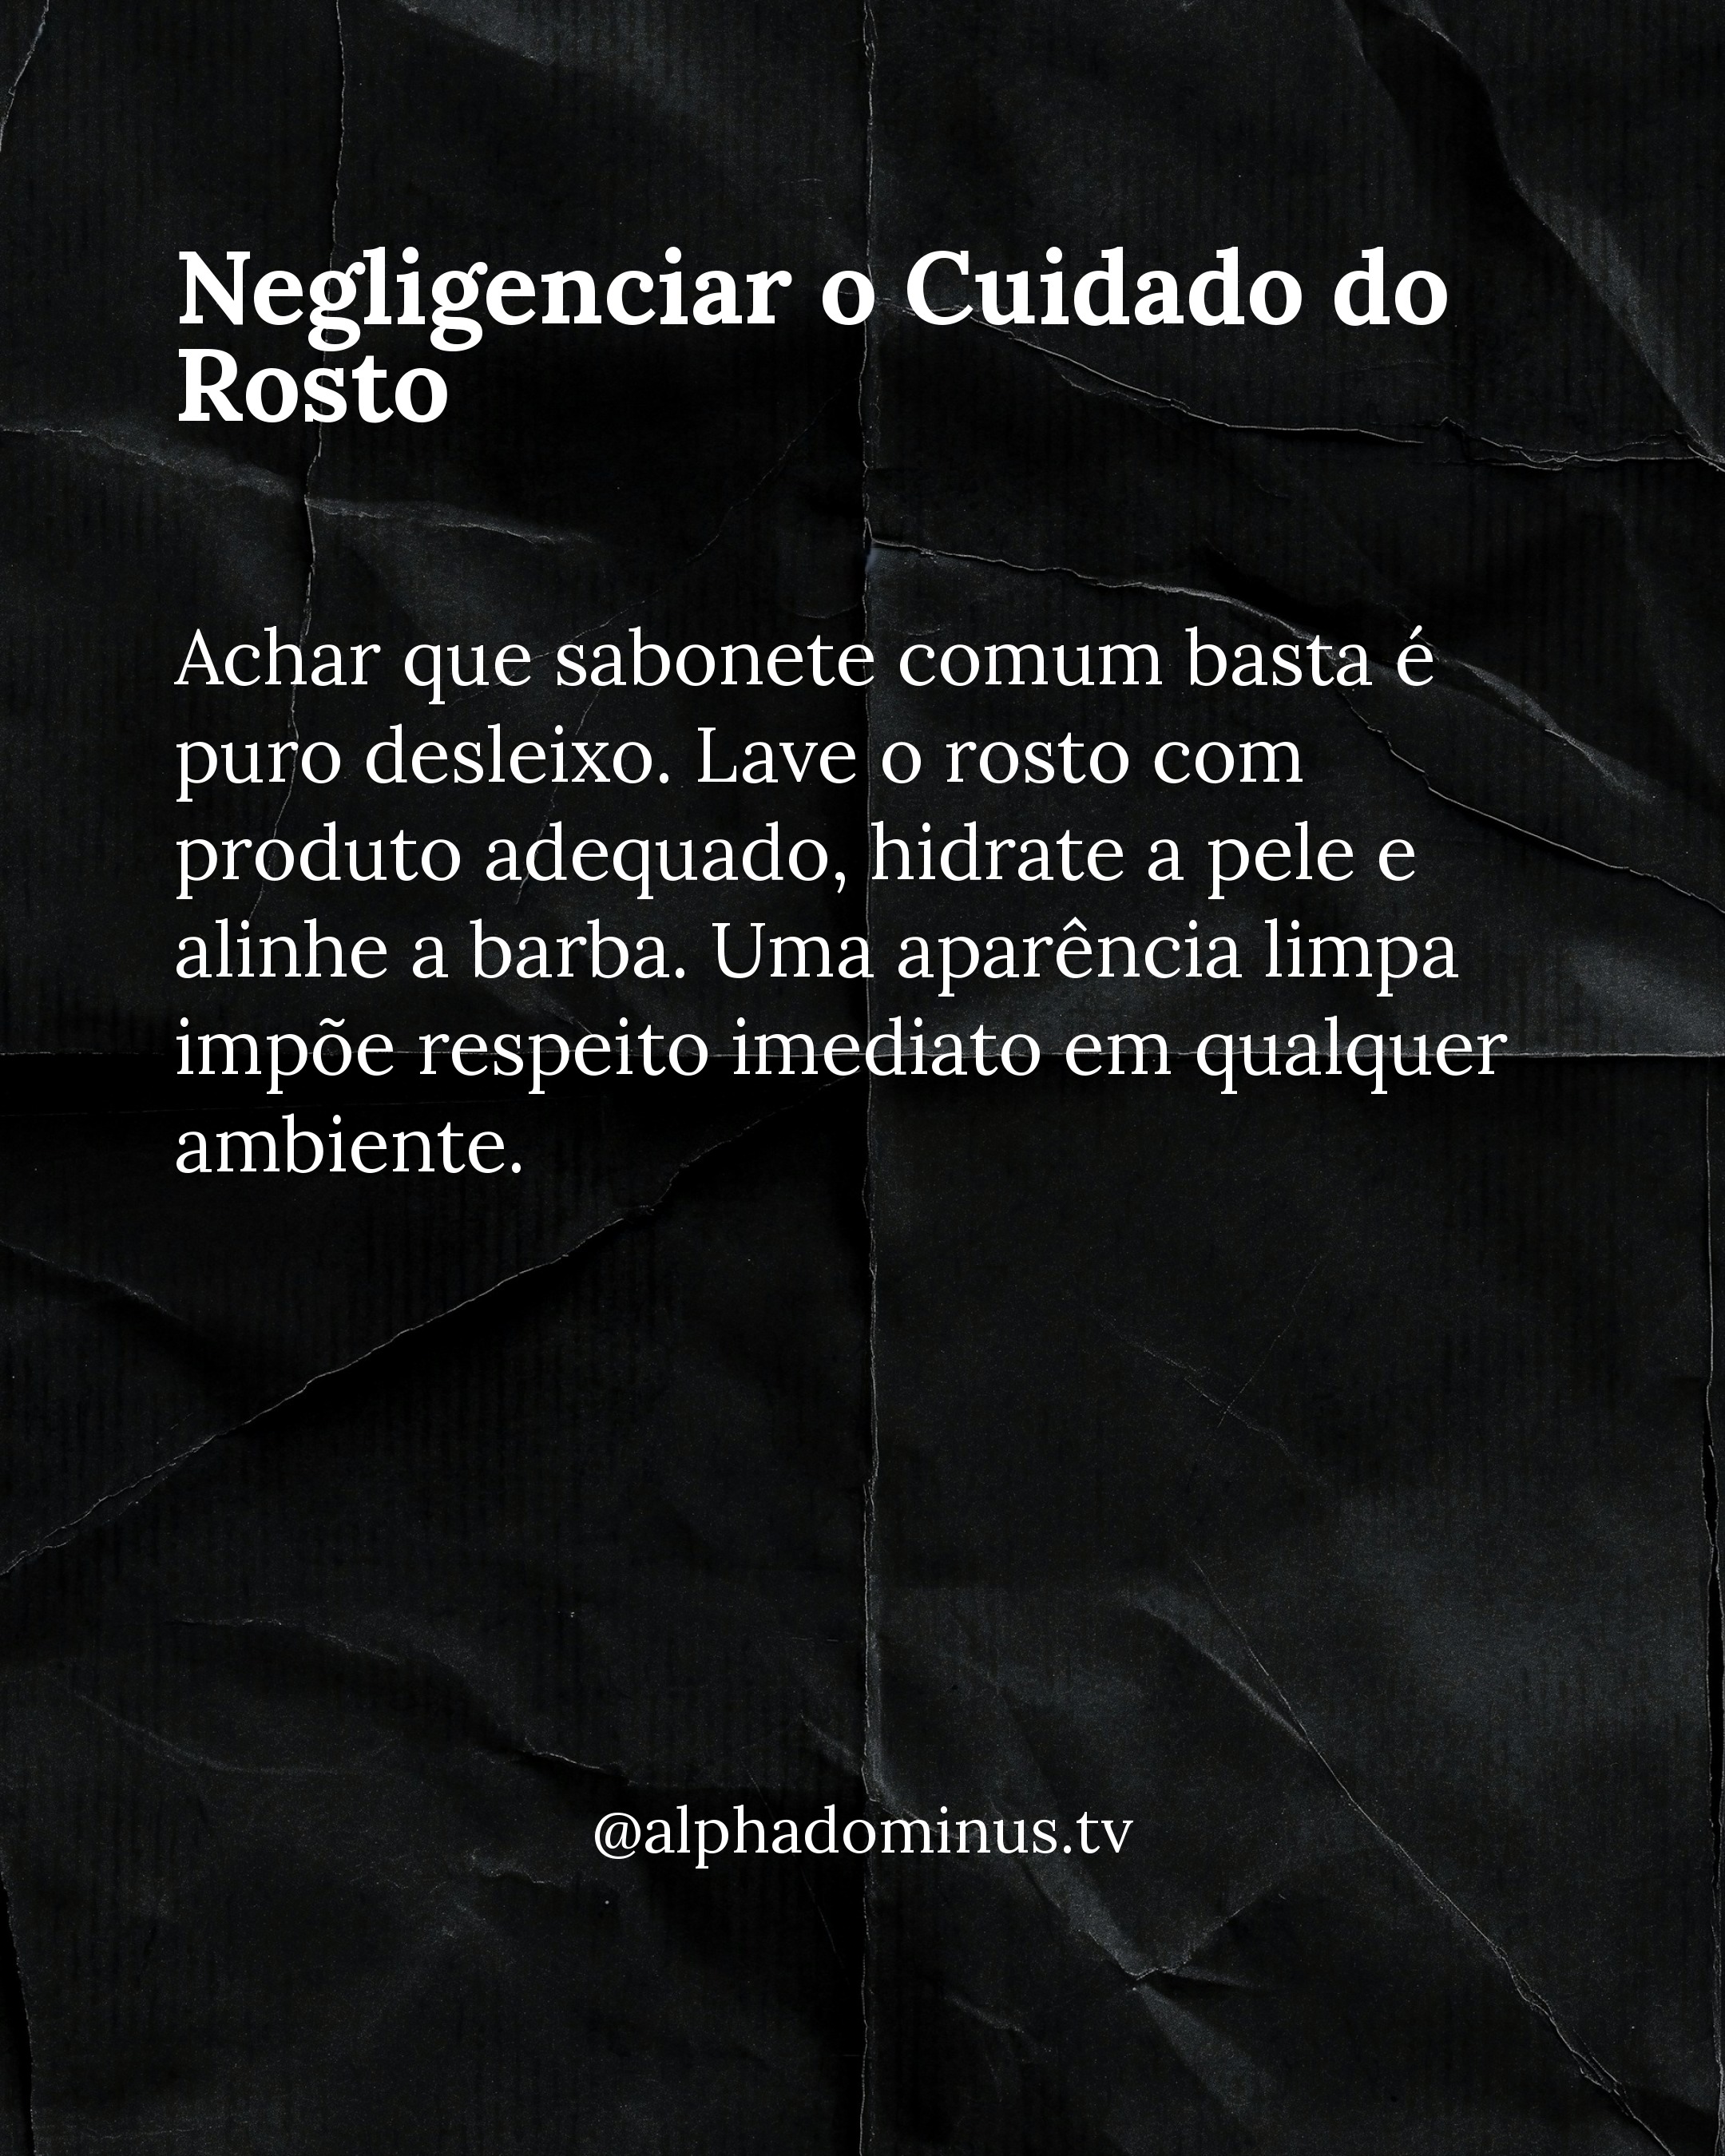 Negligenciar o Cuidado do
Rosto
Achar que sabonete comum basta é
puro desleixo. Lave o rosto com
produto adequado, hidrate a pele e
alinhe a barba. Uma aparência limpa
impõe respeito imediato em qualquer
ambiente.
@alphadominus.tv